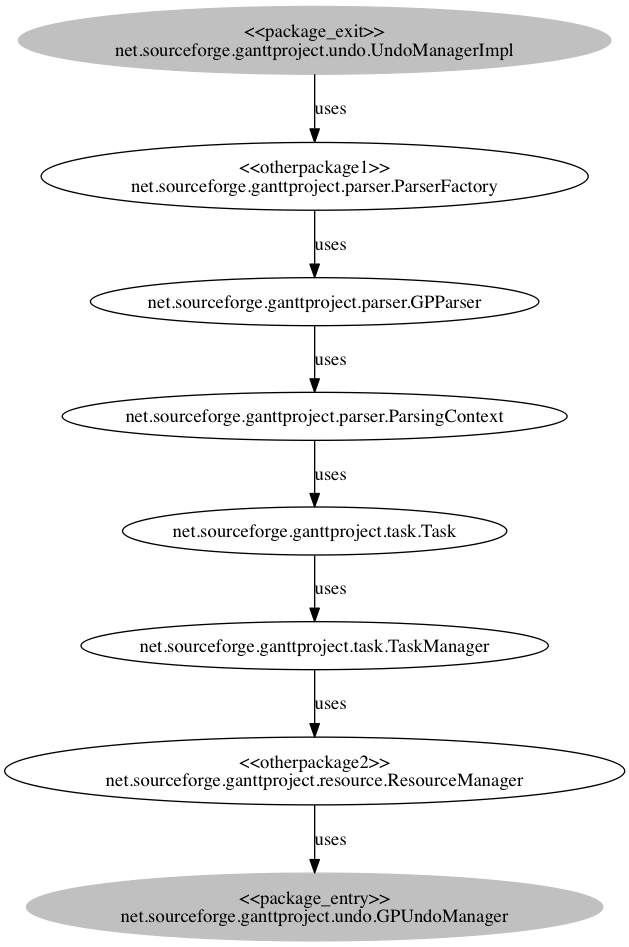 <<package_exit>>
net.sourceforge.ganttproject.undo.UndoManagerImpl
uses
<<otherpackage1>>
net.sourceforge.ganttproject.parser.ParserFactory
uses
net.sourceforge.ganttproject.parser.GPParser
uses
net.sourceforge.ganttproject.parser.ParsingContext
uses
net.sourceforge.ganttproject.task.Task
uses
net.sourceforge.ganttproject.task.TaskManager
uses
<<otherpackage2>>
net.sourceforge.ganttproject.resource.ResourceManager
uses
<<package_entry>>
net.sourceforge.ganttproject.undo.GPUndoManager